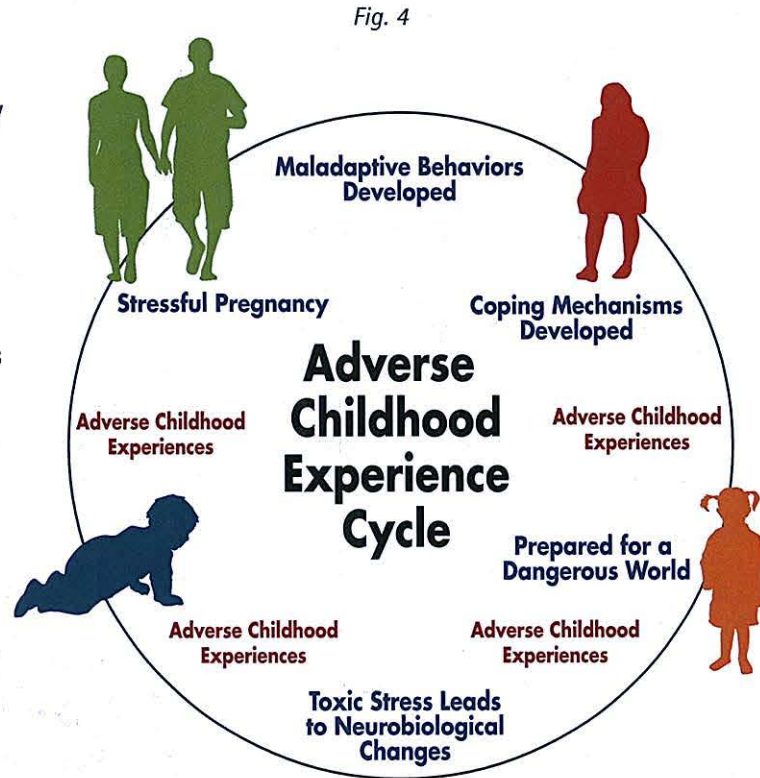 Fig. 4
Maladaptive Behaviors
Developed
Stressful Pregnancy
Coping Mechanisms
Developed
Adverse
Childhood
Experience
Cycle
Adverse Childhood
Experiences
Adverse Childhood
Experiences
Prepared for a
Dangerous World
Adverse Childhood
Experiences
Adverse Childhood
Experiences
Toxic Stress Leads
to Neurobiological
Changes